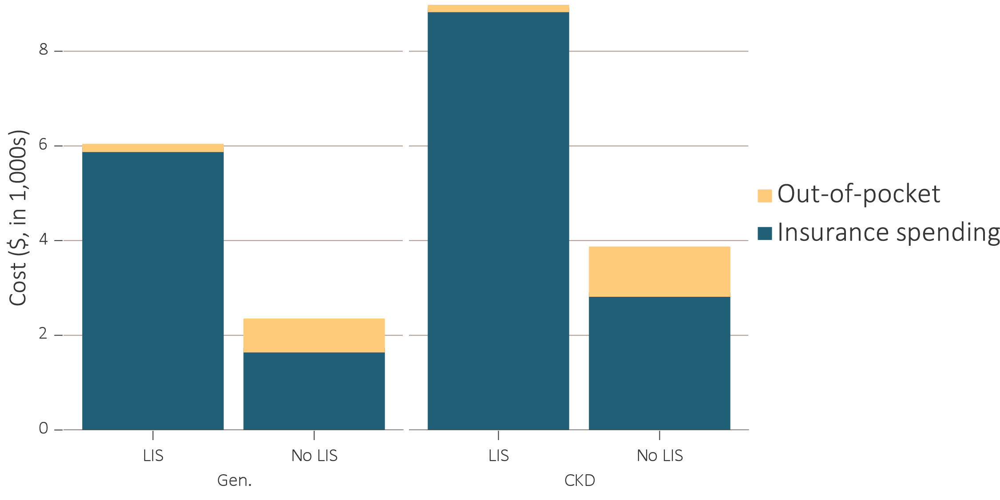 Cost ($, in 1,000s)
8
6
4
2
0
LIS
No LIS
LIS
No LIS
Gen.
CKD
Out-of-pocket
Insurance spending